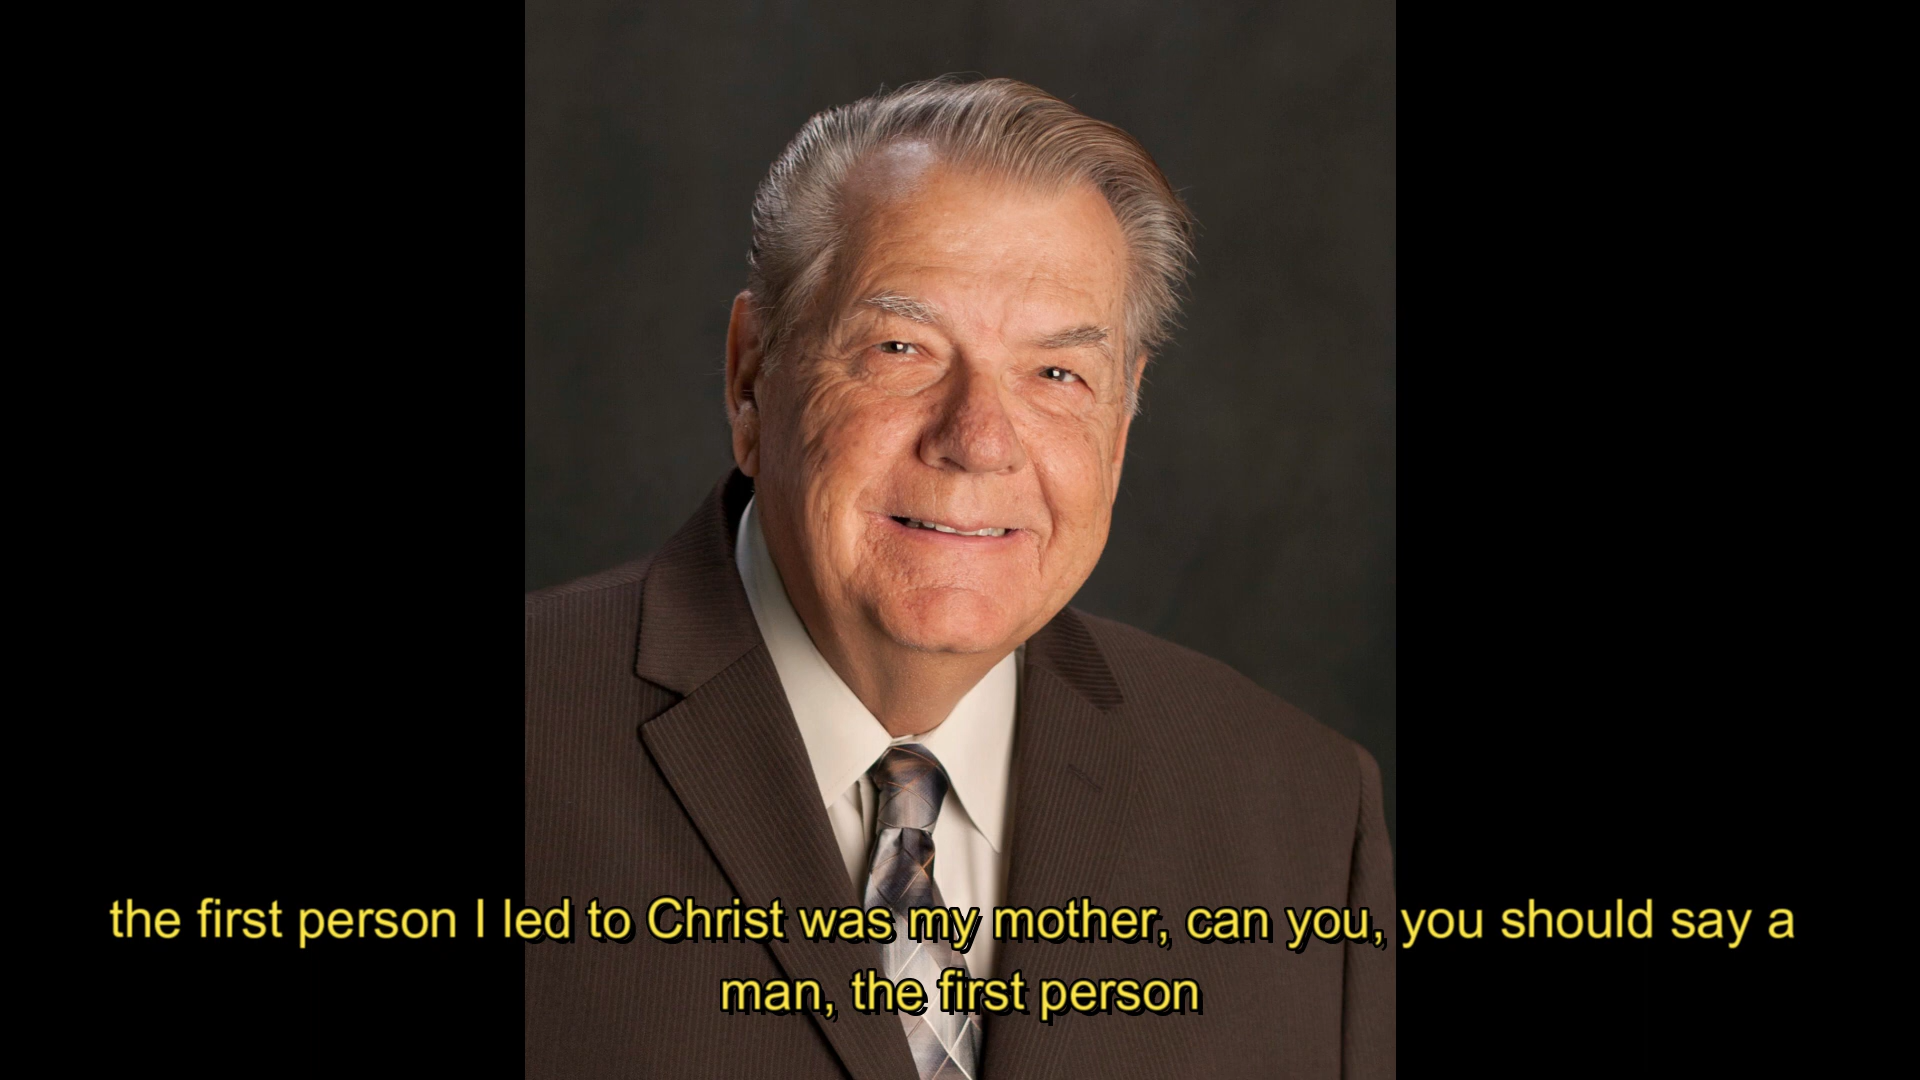 the first person I led to Christ was my mother, can you, you should say a
man, the first person